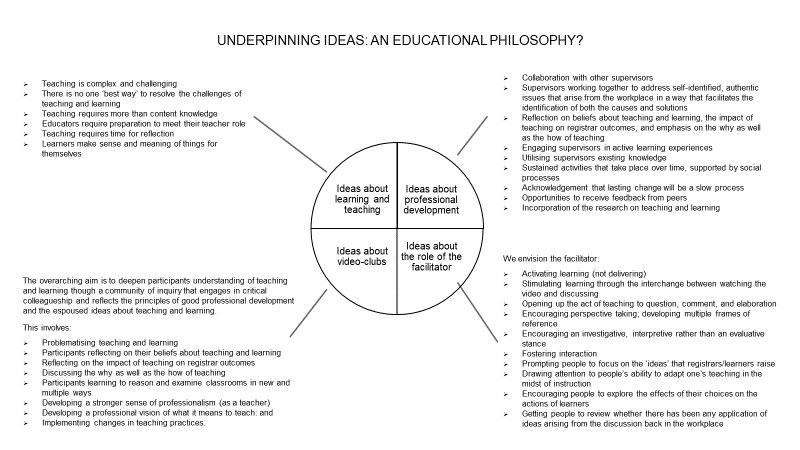 UNDERPINNING IDEAS: AN EDUCATIONAL PHILOSOPHY?
Teaching is complex and challenging
There is no one 'best way' to resolve the challenges of
teaching and learning
Teaching requires more than content knowledge
Educators require preparation to meet their teacher role
Teaching requires time for reflection
Learners make sense and meaning of things for
themselves
Collaboration with other supervisors
Supervisors working together to address self-identified, authentic
issues that arise from the workplace in a way that facilitates the
identification of both the causes and solutions
Reflection on beliefs about teaching and learning, the impact of
teaching on registrar outcomes, and emphasis on the why as well
as the how of teaching
Engaging supervisors in active learning experiences
Utilising supervisors existing knowledge
Sustained activities that take place over time, supported by social
processes
Acknowledgement that lasting change will be a slow process
Opportunities to receive feedback from peers
Incorporation of the research on teaching and learning
Ideas about
learning and
teaching
Ideas about
professional
development
Ideas about
video-clubs
Ideas about
the role of the
facilitator
The overarching aim is to deepen participants understanding of teaching
and learning though a community of inquiry that engages in critical
colleagueship and reflects the principles of good professional development
and the espoused ideas about teaching and learning.
This involves:
Problematising teaching and learning
Participants reflecting on their beliefs about teaching and learning
Reflecting on the impact of teaching on registrar outcomes
Discussing the why as well as the how of teaching
Participants learning to reason and examine classrooms in new and
multiple ways
Developing a stronger sense of professionalism (as a teacher)
Developing a professional vision of what it means to teach: and
Implementing changes in teaching practices.
We envision the facilitator:
Activating learning (not delivering)
Stimulating learning through the interchange between watching the
video and discussing
Opening up the act of teaching to question, comment, and elaboration
Encouraging perspective taking; developing multiple frames of
reference
Encouraging an investigative, interpretive rather than an evaluative
stance
Fostering interaction
Prompting people to focus on the 'ideas' that registrars/learners raise
Drawing attention to people's ability to adapt one's teaching in the
midst of instruction
Encouraging people to explore the effects of their choices on the
actions of learners
Getting people to review whether there has been any application of
ideas arising from the discussion back in the workplace